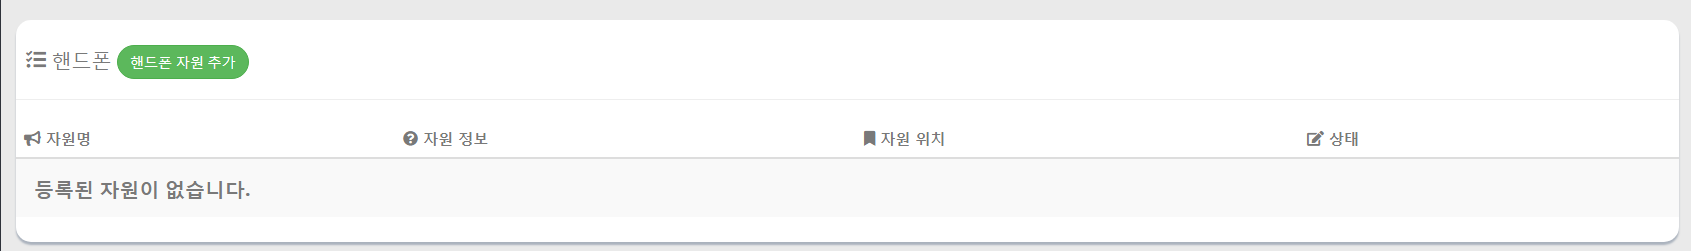 핸드폰 핸드폰 자원 추가
자원명 자원 정보 자원 위치 상태
등록된 자원이 없습니다.